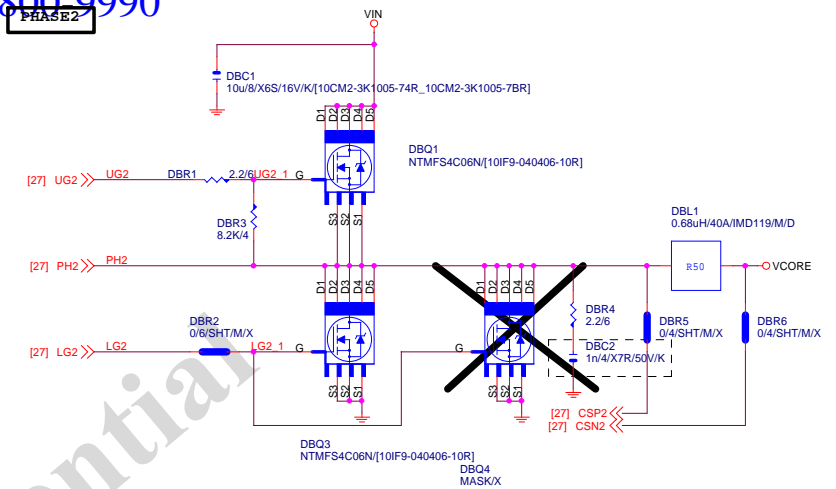 PHASE2
VIN
DBC1
10u/8/X6S/16V/K/[10CM2-3K1005-74R_10CM2-3K1005-7BR]
D1 D2 D3 D4 D5
DBQ1
NTMFS4C06N/[10IF9-040406-10R]
[27] UG2 UG2 DBR1 2.2/6 UG2_1 G
S3 S2 S1
DBR3
8.2K/4
DBL1
0.68uH/40A/IMD119/M/D
[27] PH2 PH2
R50
VCORE
D1 D2 D3 D4 D5
D1 D2 D3 D4 D5
DBR2
0/6/SHT/M/X
DBR4
2.2/6
DBR5
0/4/SHT/M/X
DBR6
0/4/SHT/M/X
[27] LG2 LG2 LG2_1 G
G
DBC2
1n/4/X7R/50V/K
S3 S2 S1
S3 S2 S1
[27] CSP2
[27] CSN2
DBQ3
NTMFS4C06N/[10IF9-040406-10R]
DBQ4
MASK/X
ential